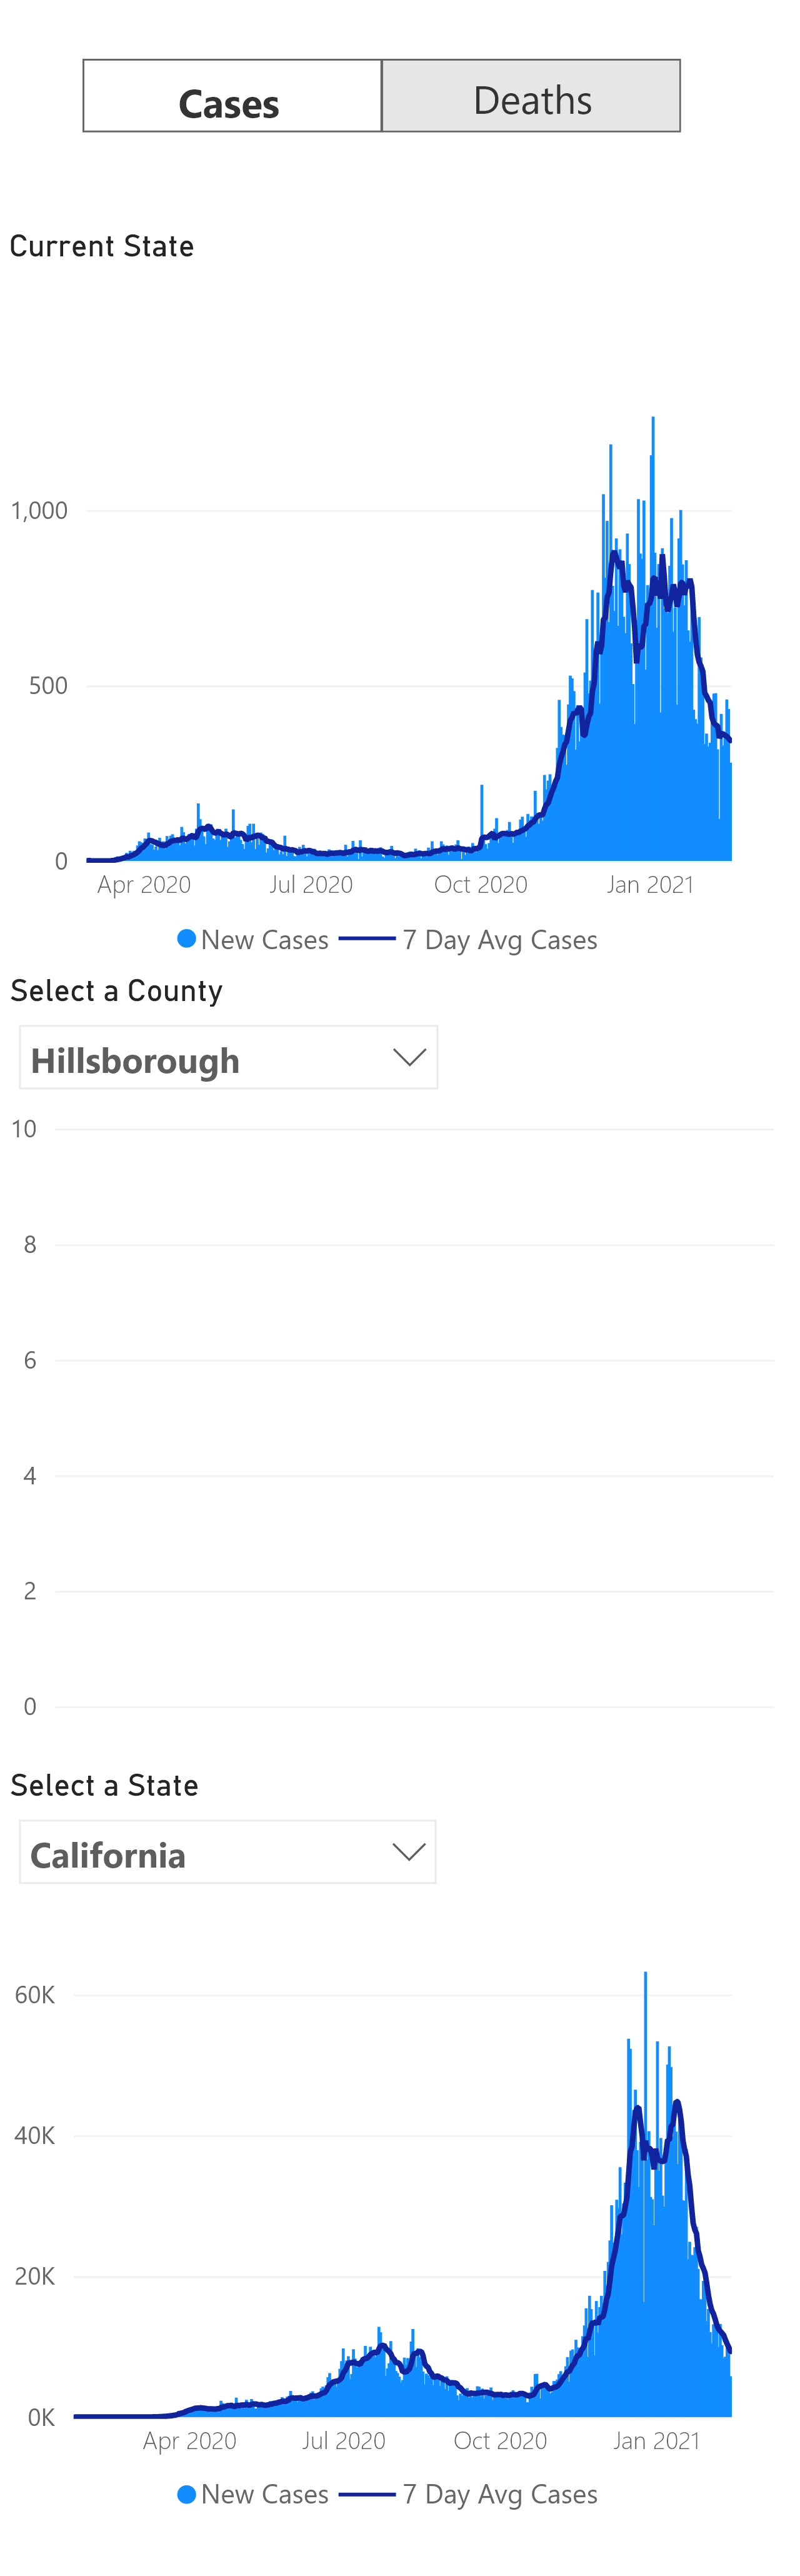 Cases Deaths
Current State
1,000
500
0
Apr 2020 Jul 2020 Oct 2020 Jan 2021
New Cases 7 Day Avg Cases
Select a County
Hillsborough
10
8
6
4
2
0
Select a State
California
60K
40K
20K
0K
Apr 2020 Jul 2020 Oct 2020 Jan 2021
New Cases 7 Day Avg Cases